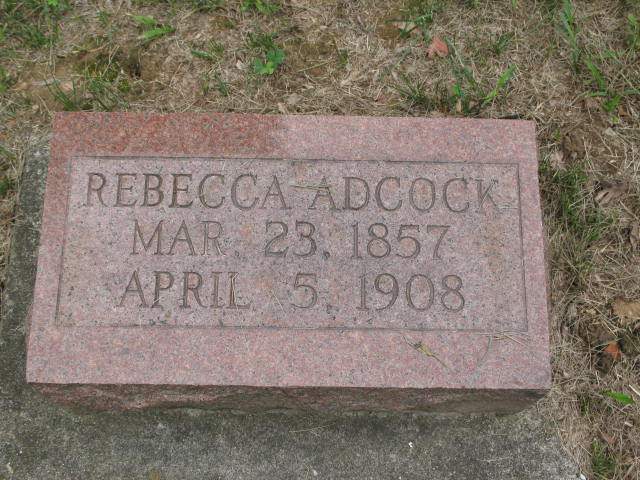 REBECCA ADCOCK
MAR. 23. 1857
APRIL 5. 1908